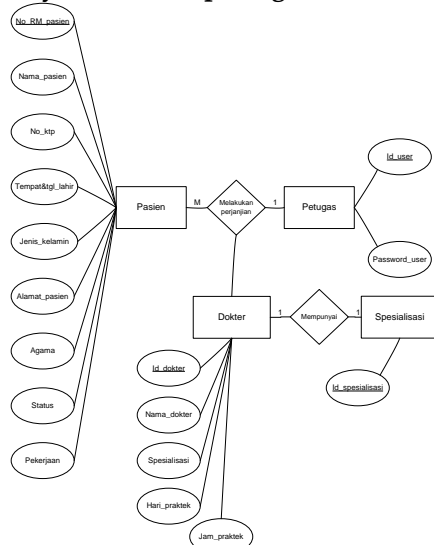 No_RM_pasien
Nama_pasien
No_ktp
Tempat&tgl_lahir
Jenis_kelamin
Alamat_pasien
Agama
Status
Pekerjaan
Pasien
M
Melakukan
perjanjian
1
Petugas
Id_user
Password_user
Dokter
1
Mempunyai
1
Spesialisasi
Id_spesialisasi
Id_dokter
Nama_dokter
Spesialisasi
Hari_praktek
Jam_praktek